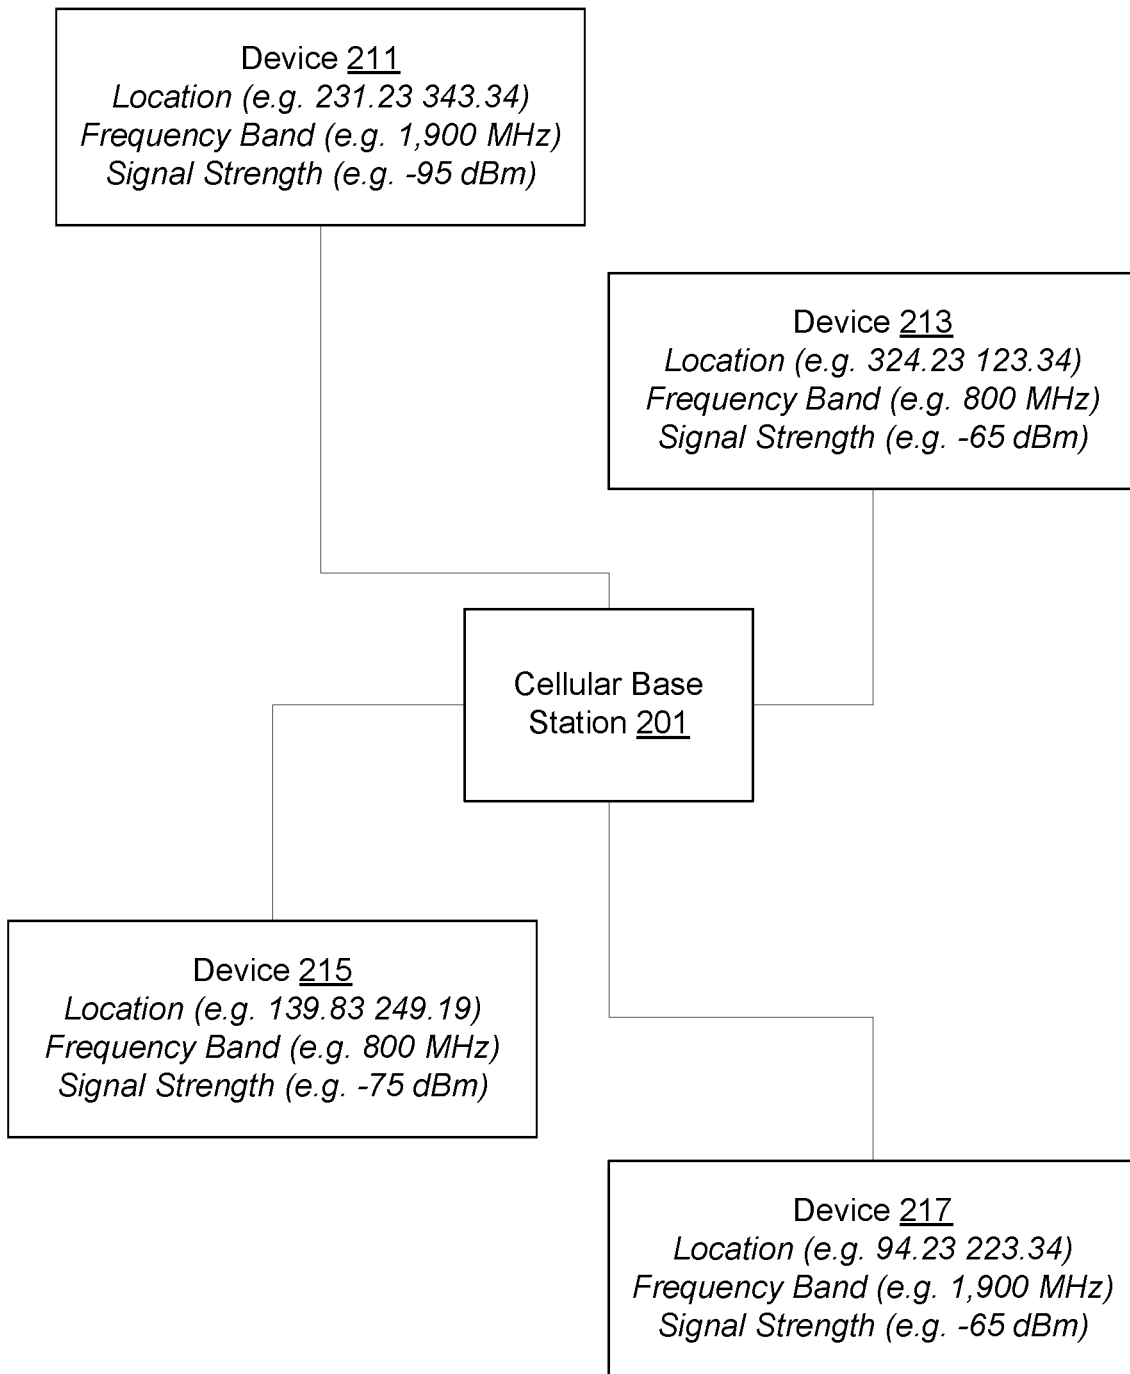 Device 211
Location (e.g. 231.23 343.34)
Frequency Band (e.g. 1,900 MHz)
Signal Strength (e.g. -95 dBm)
Device 213
Location (e.g. 324.23 123.34)
Frequency Band (e.g. 800 MHz)
Signal Strength (e.g. -65 dBm)
Cellular Base
Station 201
Device 215
Location (e.g. 139.83 249.19)
Frequency Band (e.g. 800 MHz)
Signal Strength (e.g. -75 dBm)
Device 217
Location (e.g. 94.23 223.34)
Frequency Band (e.g. 1,900 MHz)
Signal Strength (e.g. -65 dBm)